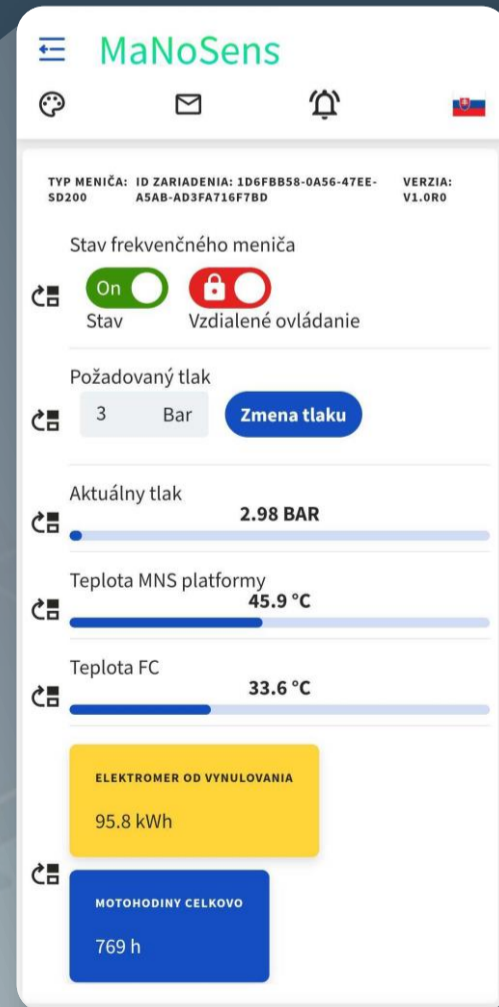 MaNoSens
TYP MENIČA: SD200
ID ZARIADENIA: 1D6FBB58-0A56-47EE-A5AB-AD3FA716F7BD
VERZIA: V1.0R0
Stav frekvenčného meniča
On
Stav
Vzdialené ovládanie
Požadovaný tlak
3 Bar
Zmena tlaku
Aktuálny tlak
2.98 BAR
Teplota MNS platformy
45.9 °C
Teplota FC
33.6 °C
ELEKTROMER OD VYNULOVANIA
95.8 kWh
MOTOHODINY CELKOVO
769 h